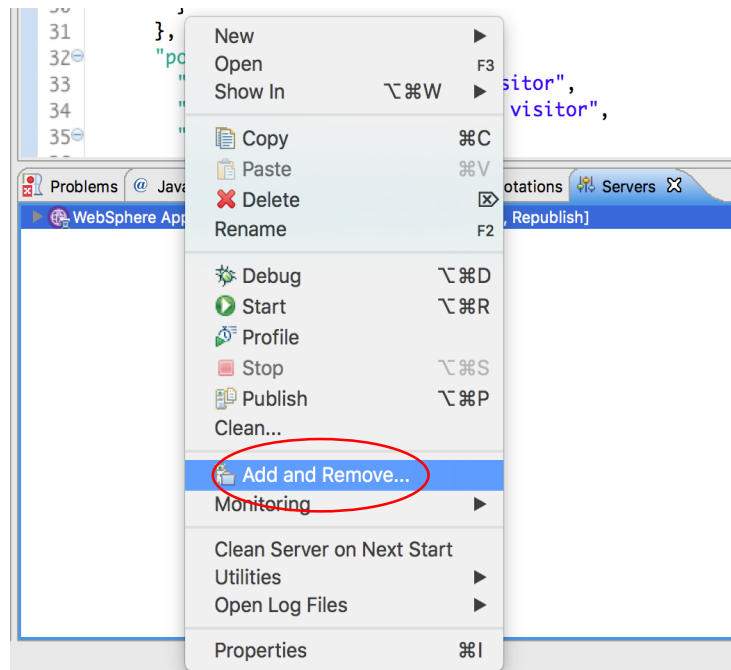 31 },
32 "po
33 " sitor",
34 " visitor",
35 "
New
Open F3
Show In ⌥⌘W
Copy ⌘C
Paste ⌘V
Delete ⌦
Rename F2
Problems @ Java otations Servers
WebSphere App , Republish]
Debug ⌥⌘D
Start ⌥⌘R
Profile
Stop ⌥⌘S
Publish ⌥⌘P
Clean...
Add and Remove...
Monitoring
Clean Server on Next Start
Utilities
Open Log Files
Properties ⌘I